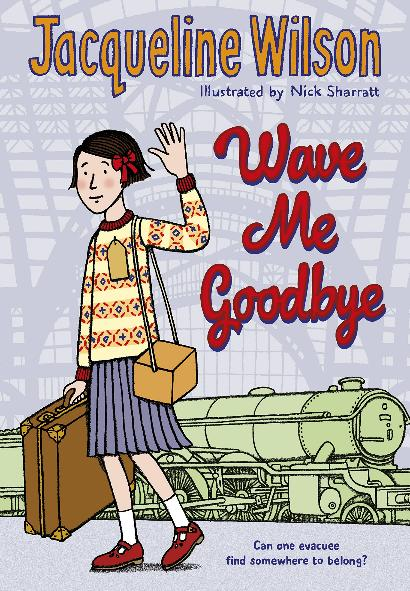 Jacqueline Wilson
Illustrated by Nick Sharratt
Wave
Me
Goodbye
Can one evacuee
find somewhere to belong?